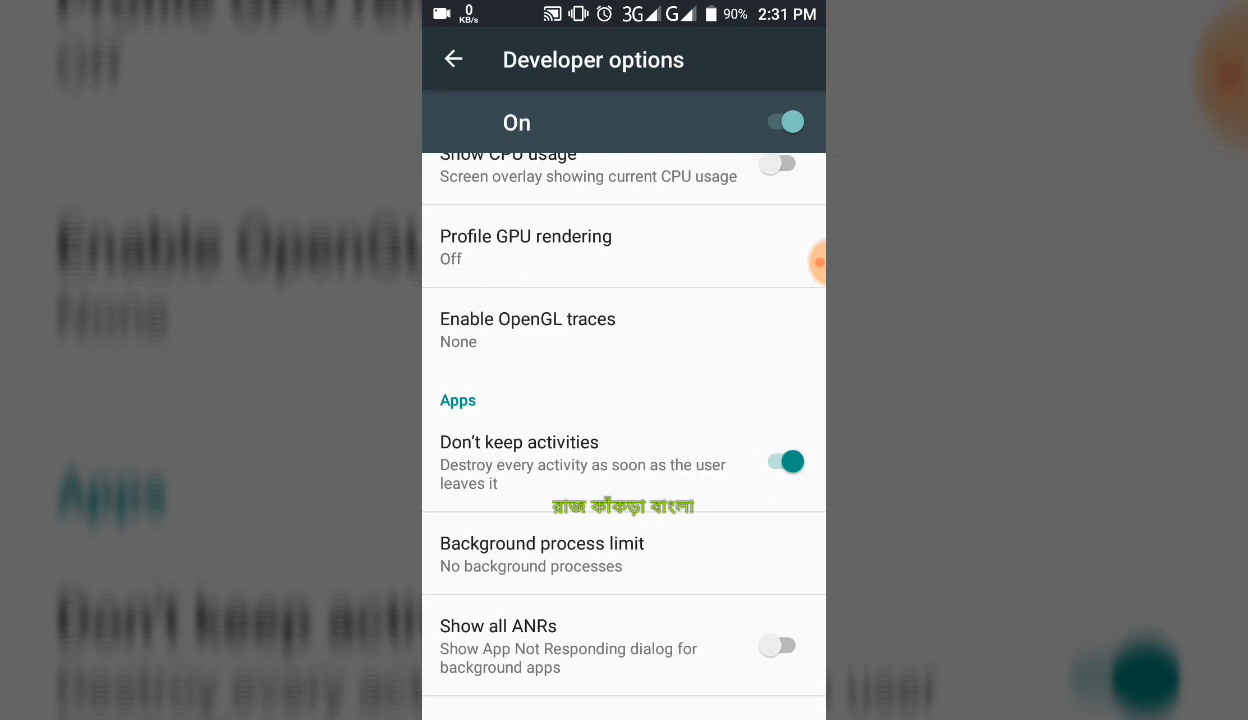 0
KB/s
3G G 90% 2:31 PM
Developer options
On
Show CPU usage
Screen overlay showing current CPU usage
Profile GPU rendering
Off
Enable OpenGL traces
None
Apps
Don't keep activities
Destroy every activity as soon as the user
leaves it
রাজ কাঁকড়া বাংলা
Background process limit
No background processes
Show all ANRs
Show App Not Responding dialog for
background apps